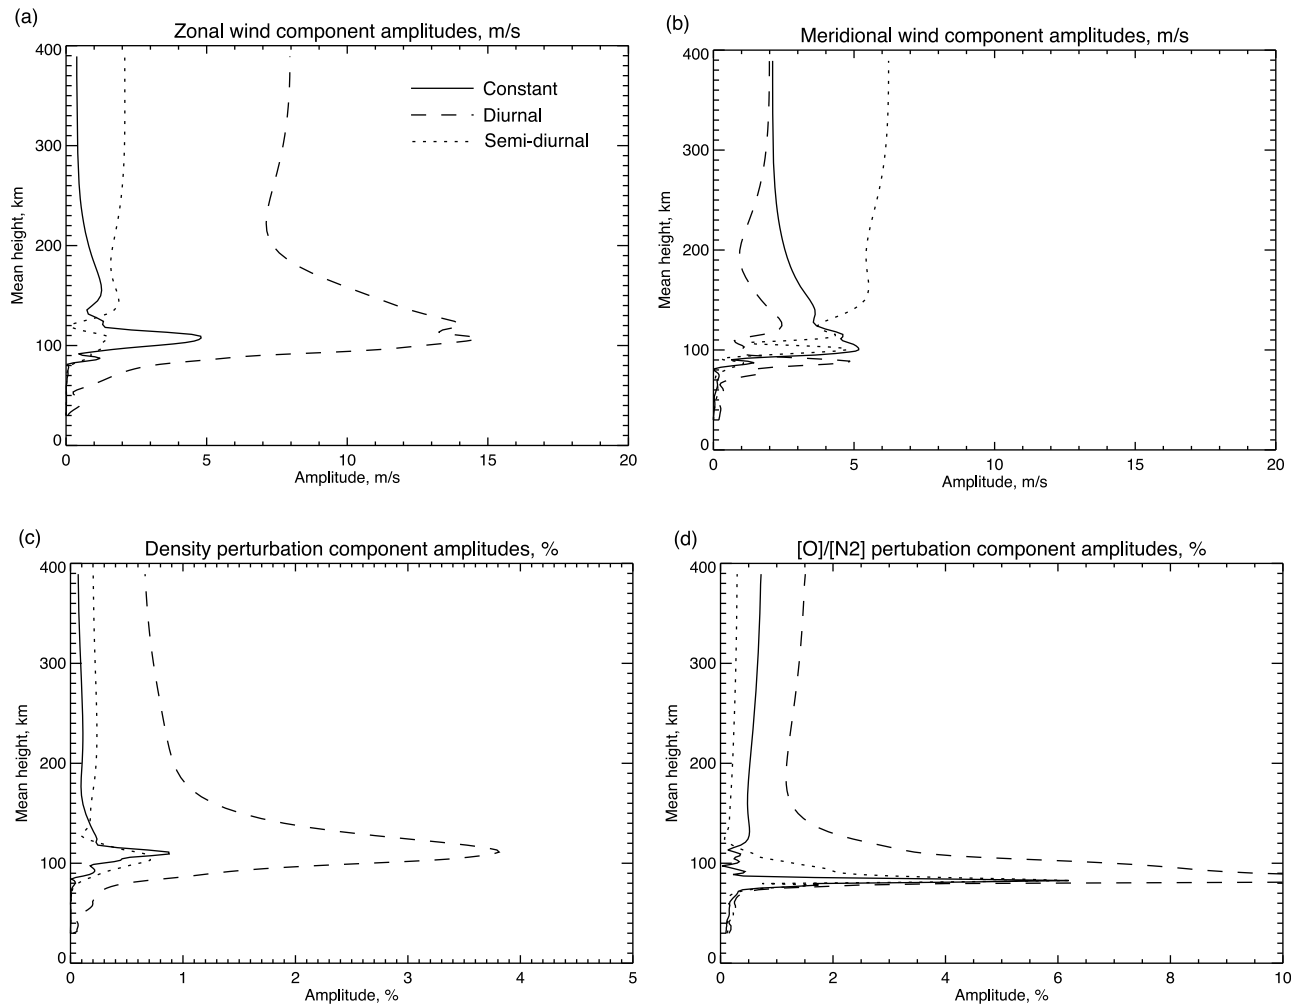 (a)
Zonal wind component amplitudes, m/s
400
300
200
100
0
Mean height, km
Constant
Diurnal
Semi-diurnal
0 5 10 15 20
Amplitude, m/s
(b)
Meridional wind component amplitudes, m/s
400
300
200
100
0
Mean height, km
0 5 10 15 20
Amplitude, m/s
(c)
Density perturbation component amplitudes, %
400
300
200
100
0
Mean height, km
0 1 2 3 4 5
Amplitude, %
(d)
[O]/[N2] pertubation component amplitudes, %
400
300
200
100
0
Mean height, km
0 2 4 6 8 10
Amplitude, %